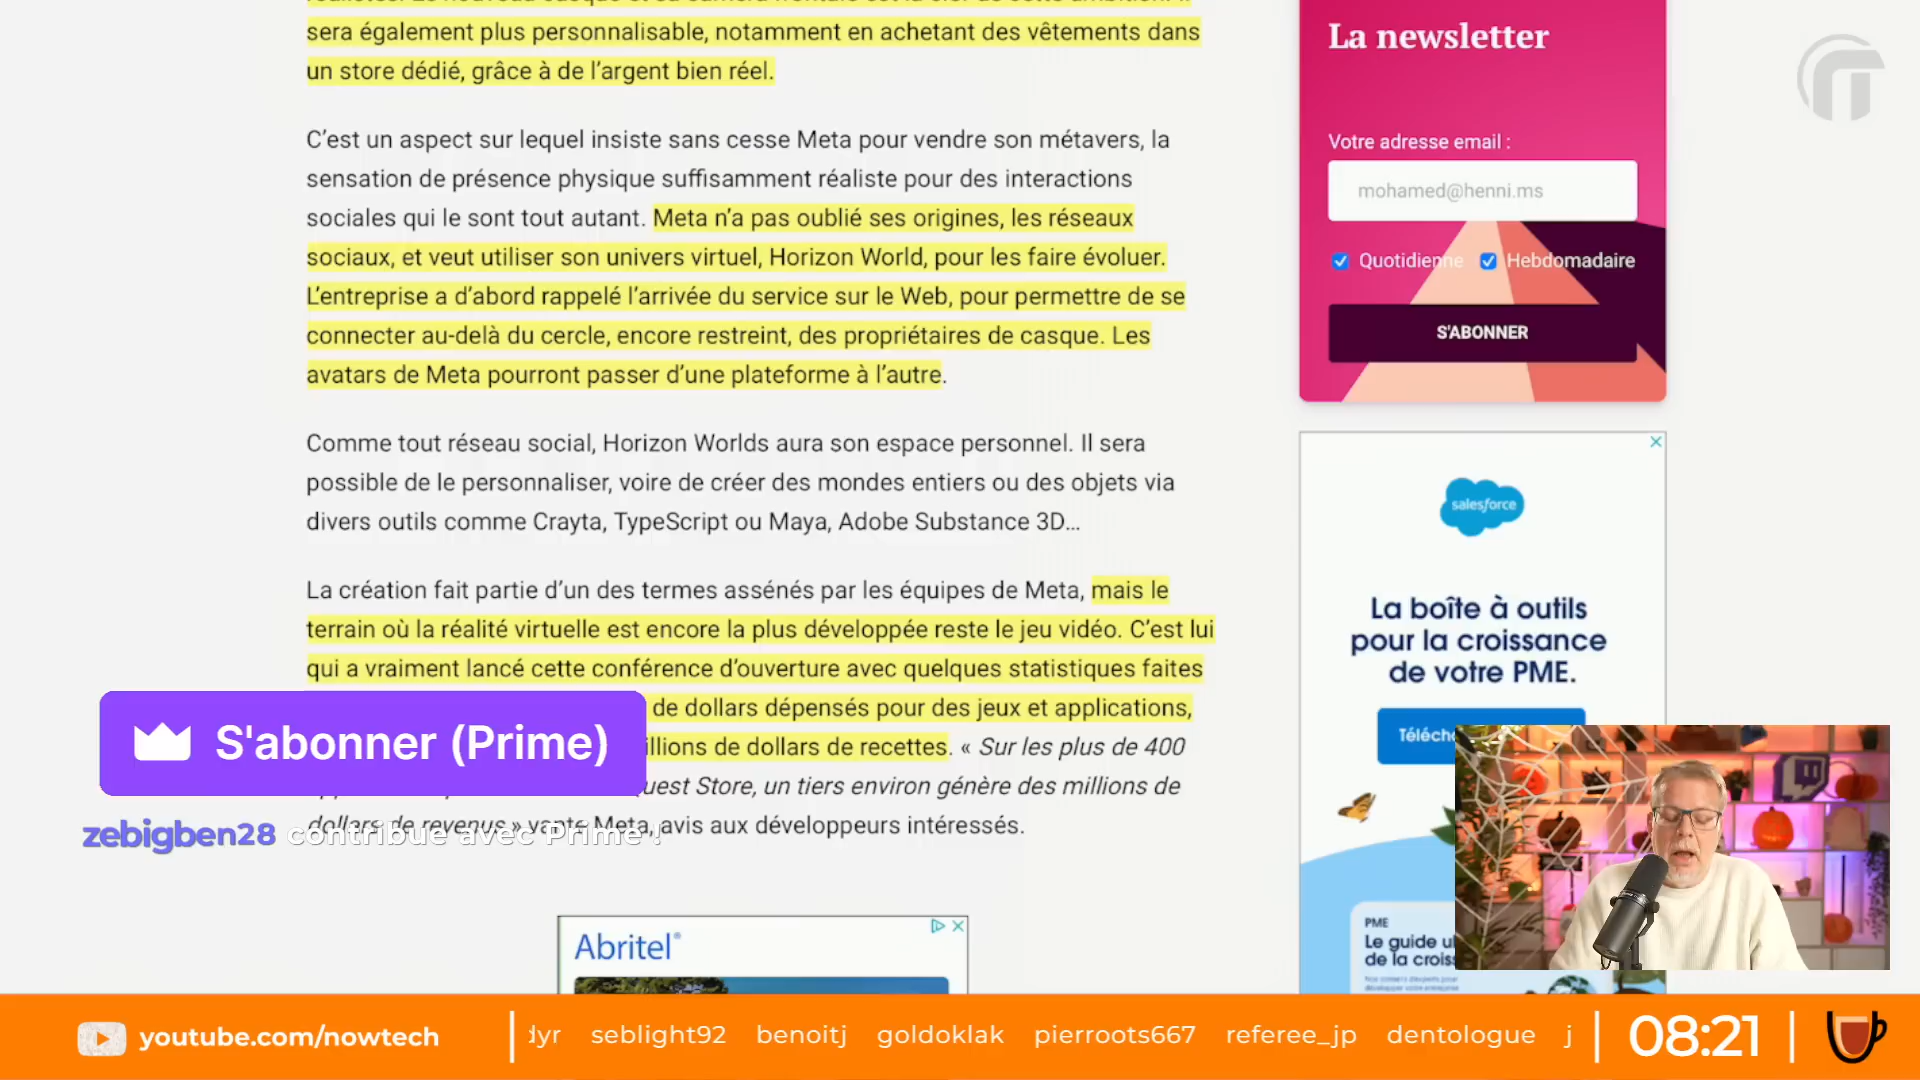 sera également plus personnalisable, notamment en achetant des vêtements dans
un store dédié, grâce à de l’argent bien réel.
C’est un aspect sur lequel insiste sans cesse Meta pour vendre son métavers, la
sensation de présence physique suffisamment réaliste pour des interactions
sociales qui le sont tout autant. Meta n’a pas oublié ses origines, les réseaux
sociaux, et veut utiliser son univers virtuel, Horizon World, pour les faire évoluer.
L’entreprise a d’abord rappelé l’arrivée du service sur le Web, pour permettre de se
connecter au-delà du cercle, encore restreint, des propriétaires de casque. Les
avatars de Meta pourront passer d’une plateforme à l’autre.
Comme tout réseau social, Horizon Worlds aura son espace personnel. Il sera
possible de le personnaliser, voire de créer des mondes entiers ou des objets via
divers outils comme Crayta, TypeScript ou Maya, Adobe Substance 3D…
La création fait partie d’un des termes assénés par les équipes de Meta, mais le
terrain où la réalité virtuelle est encore la plus développée reste le jeu vidéo. C’est lui
qui a vraiment lancé cette conférence d’ouverture avec quelques statistiques faites
de dollars dépensés pour des jeux et applications,
de dollars de recettes. « Sur les plus de 400
Store, un tiers environ génère des millions de
dollars de revenus » vante Meta, avis aux développeurs intéressés.
S'abonner (Prime)
zebigben28 contribue avec Prime !
Abritel®
La newsletter
Votre adresse email :
mohamed@henni.ms
Quotidienne Hebdomadaire
S'ABONNER
salesforce
La boîte à outils
pour la croissance
de votre PME.
PME
Le guide
de la
youtube.com/nowtech
seblight92 benoitj goldoklak pierroots667 referee_jp dentologue j
08:21